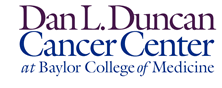 Dan L. Duncan
Cancer Center
at Baylor College of Medicine